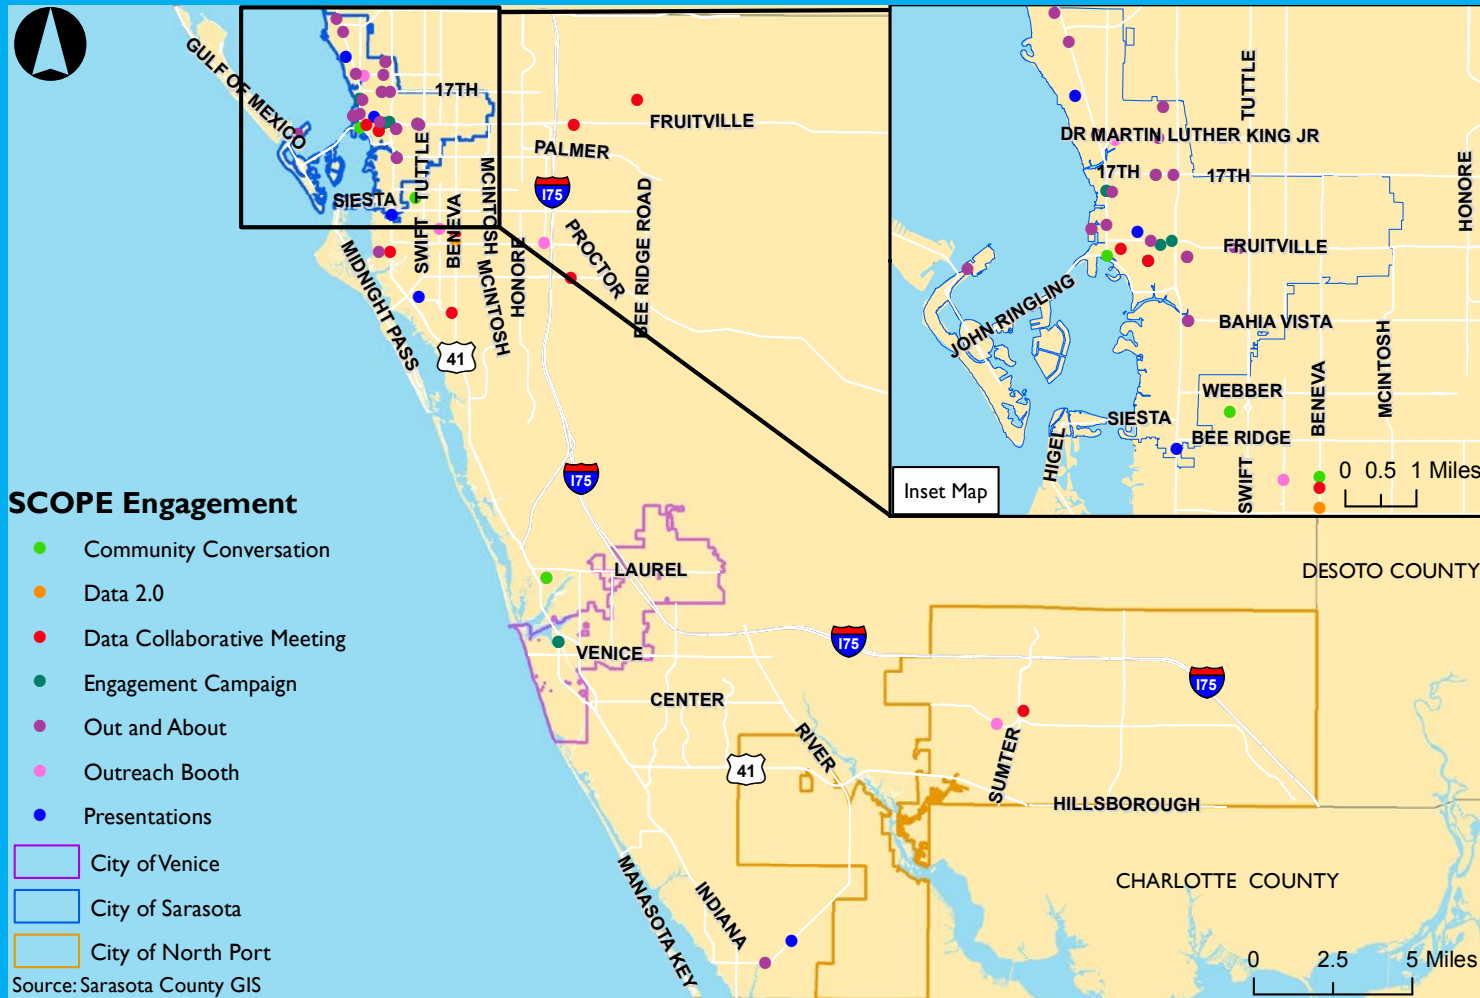 GULF OF MEXICO
17TH
FRUITVILLE
PALMER
I75
SIESTA
TUTTLE
SWIFT
BENEVA
MCINTOSH
MCINTOSH
HONORE
PROCTOR
BEE RIDGE ROAD
MIDNIGHT PASS
41
I75
TUTTLE
DR MARTIN LUTHER KING JR
17TH
17TH
HONORE
FRUITVILLE
JOHN RINGLING
BAHIA VISTA
MCINTOSH
WEBBER
BENEVA
SIESTA
HIGEL
BEE RIDGE
SWIFT
0 0.5 1 Miles
Inset Map
SCOPE Engagement
Community Conversation
Data 2.0
Data Collaborative Meeting
Engagement Campaign
Out and About
Outreach Booth
Presentations
City of Venice
City of Sarasota
City of North Port
Source: Sarasota County GIS
LAUREL
DESOTO COUNTY
VENICE
I75
I75
CENTER
RIVER
41
SUMTER
HILLSBOROUGH
CHARLOTTE COUNTY
MANASOTA KEY
INDIANA
0 2.5 5 Miles